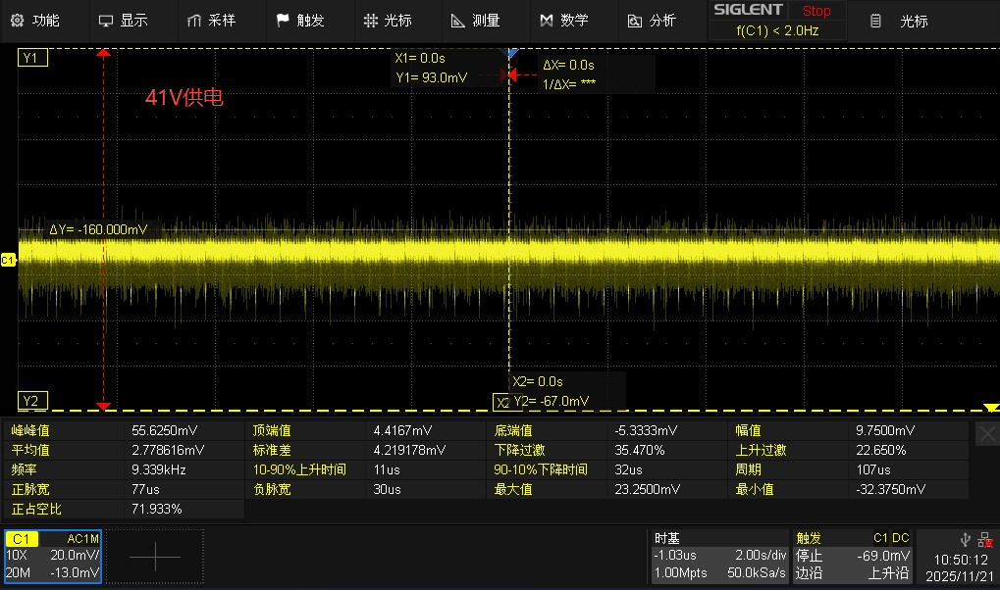 功能 显示 采样 触发 光标 测量 数学 分析 SIGLENT Stop 光标
f(C1) < 2.0Hz
Y1 X1= 0.0s ΔX= 0.0s
Y1= 93.0mV 1/ΔX= ***
41V供电
ΔY= -160.000mV
C1
X2= 0.0s
Y2 X2 Y2= -67.0mV
峰峰值 55.6250mV 顶端值 4.4167mV 底端值 -5.3333mV 幅值 9.7500mV
平均值 2.778616mV 标准差 4.219178mV 下降过激 35.470% 上升过激 22.650%
频率 9.339kHz 10-90%上升时间 11us 90-10%下降时间 32us 周期 107us
正脉宽 77us 负脉宽 30us 最大值 23.2500mV 最小值 -32.3750mV
正占空比 71.933%
C1 AC1M 时基 触发 C1 DC
10X 20.0mV/ -1.03us 2.00s/div 停止 -69.0mV 10:50:12
20M -13.0mV 1.00Mpts 50.0kSa/s 边沿 上升沿 2025/11/21